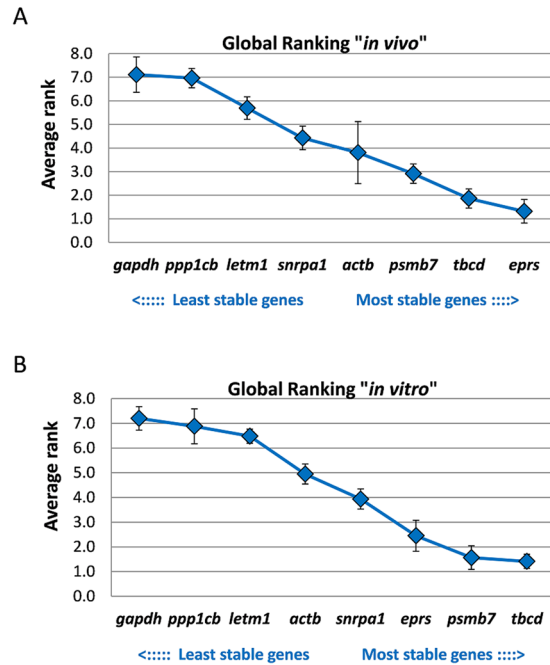 A
Global Ranking "in vivo"
Average rank
8.0
7.0
6.0
5.0
4.0
3.0
2.0
1.0
0.0
gapdh ppp1cb letm1 snrpa1 actb psmb7 tbcd eprs
<::::: Least stable genes Most stable genes ::::>
B
Global Ranking "in vitro"
Average rank
8.0
7.0
6.0
5.0
4.0
3.0
2.0
1.0
0.0
gapdh ppp1cb letm1 actb snrpa1 eprs psmb7 tbcd
<::::: Least stable genes Most stable genes ::::>